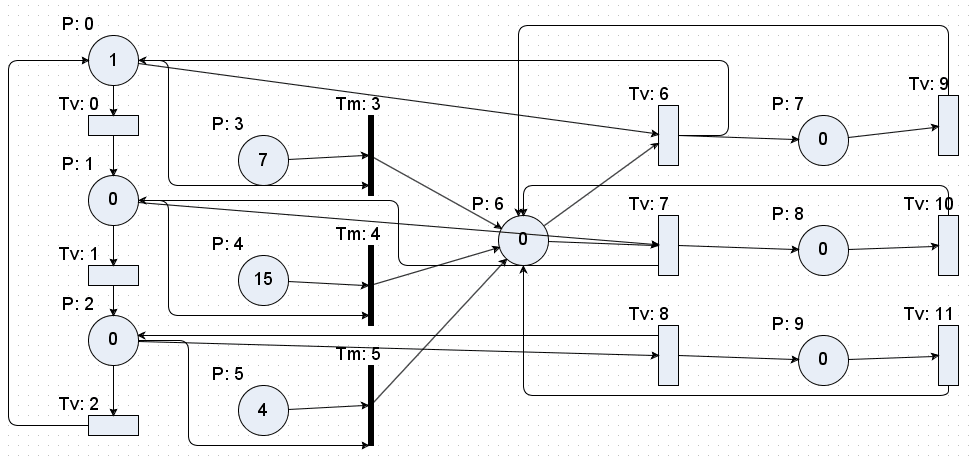 P: 0
1
Tv: 0
P: 1
0
Tv: 1
P: 2
0
Tv: 2
Tm: 3
P: 3
7
Tm: 4
P: 4
15
Tm: 5
P: 5
4
P: 6
0
Tv: 6
P: 7
0
Tv: 9
Tv: 7
P: 8
0
Tv: 10
Tv: 8
P: 9
0
Tv: 11